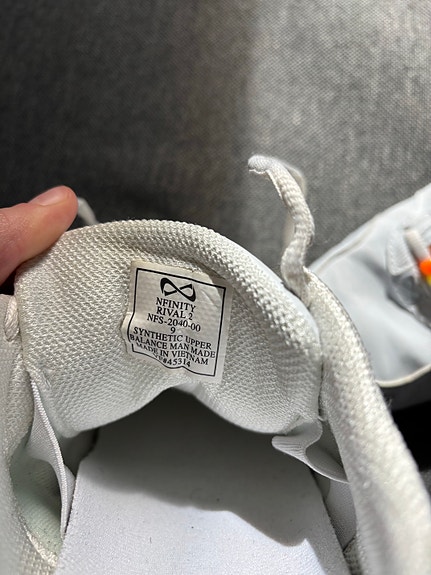 NFINITY
RIVAL 2
NFS-2040-00
9
SYNTHETIC UPPER
BALANCE MAN MADE
MADE IN VIETNAM
#45314